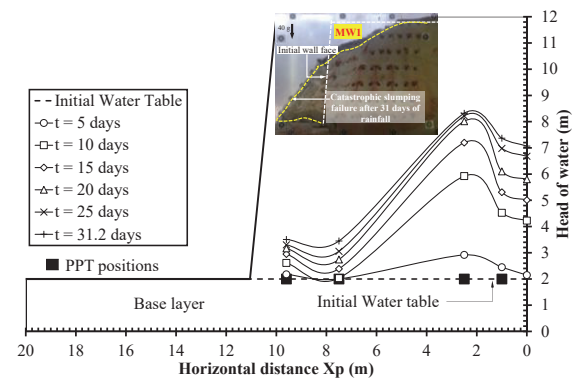 40 g
MWI
Initial wall face
Catastrophic slumping
failure after 31 days of
rainfall
Initial Water Table
t = 5 days
t = 10 days
t = 15 days
t = 20 days
t = 25 days
t = 31.2 days
PPT positions
Base layer
Initial Water table
12
11
10
9
8
7
6
5
4
3
2
1
0
Head of water (m)
20 18 16 14 12 10 8 6 4 2 0
Horizontal distance Xp (m)